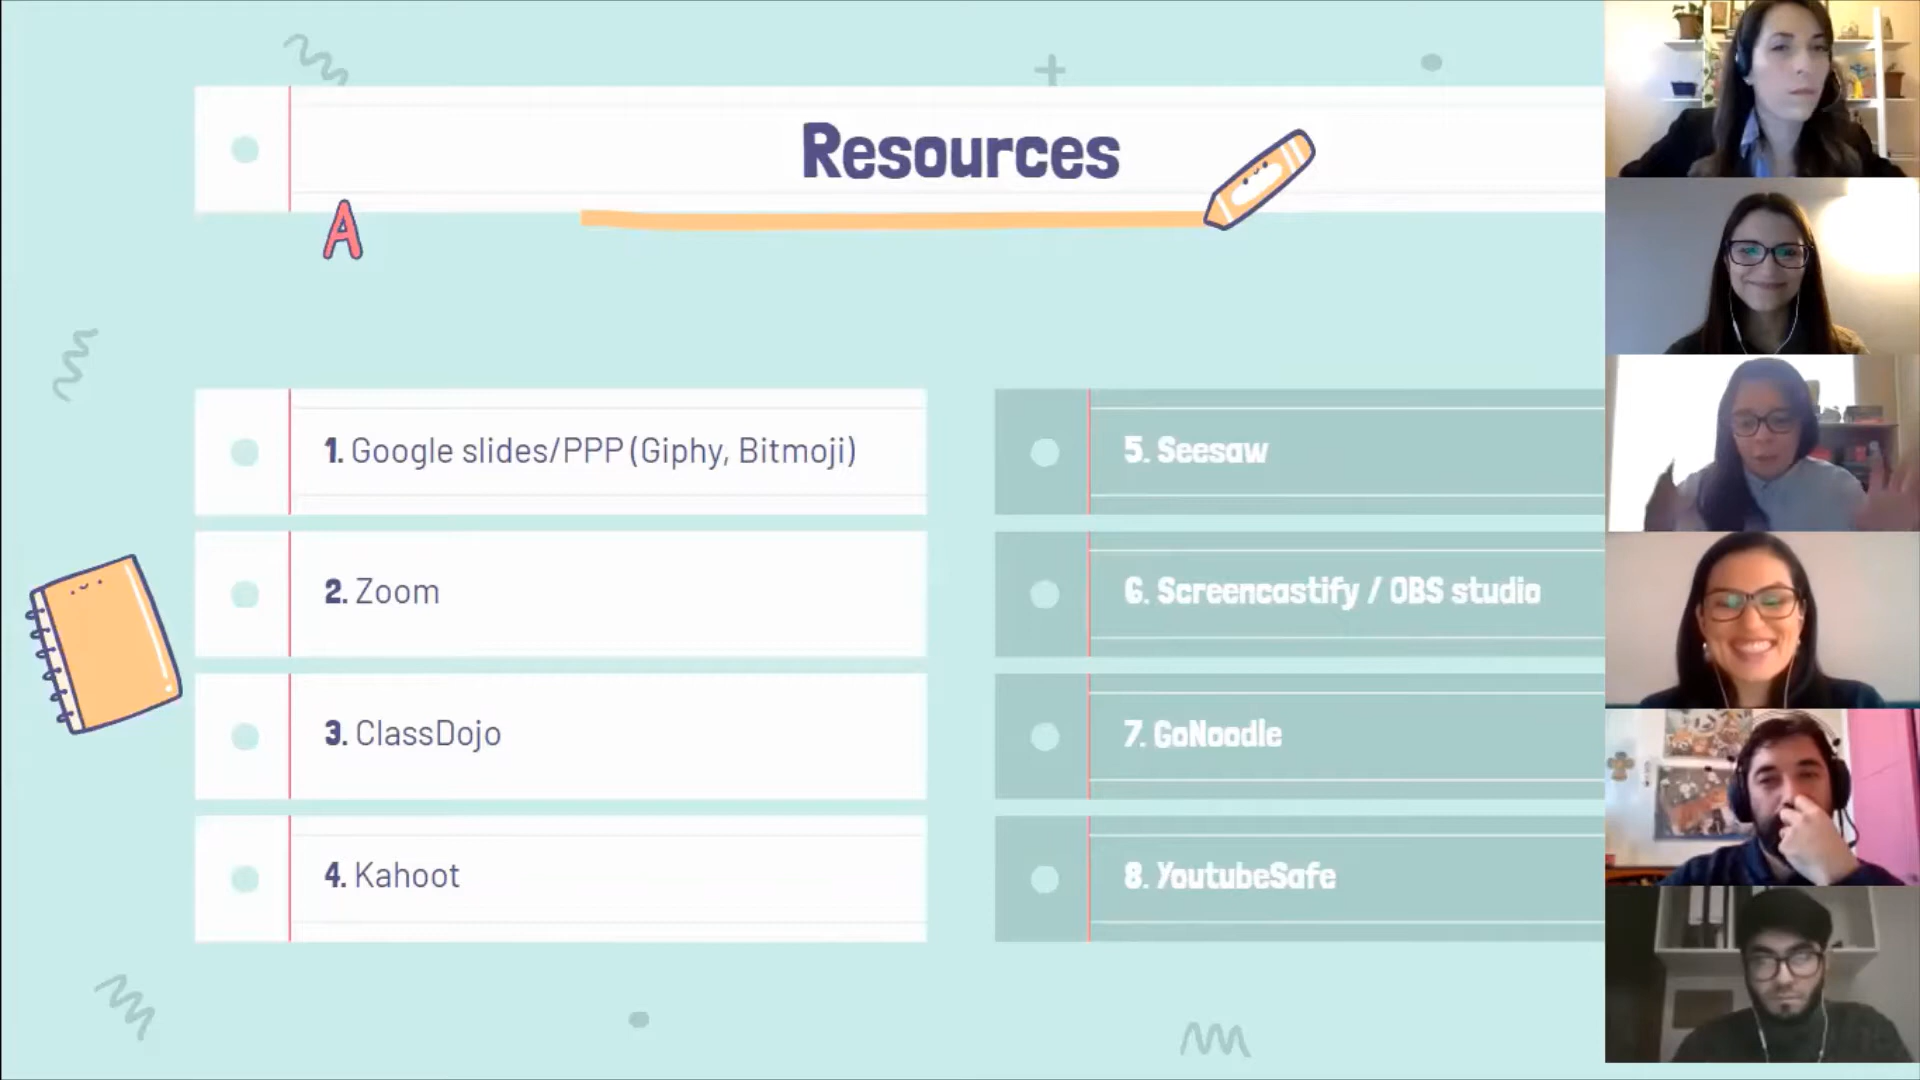 Resources
A
1. Google slides/PPP (Giphy, Bitmoji)
2. Zoom
3. ClassDojo
4. Kahoot
5. Seesaw
6. Screencastify / OBS studio
7. GoNoodle
8. YoutubeSafe